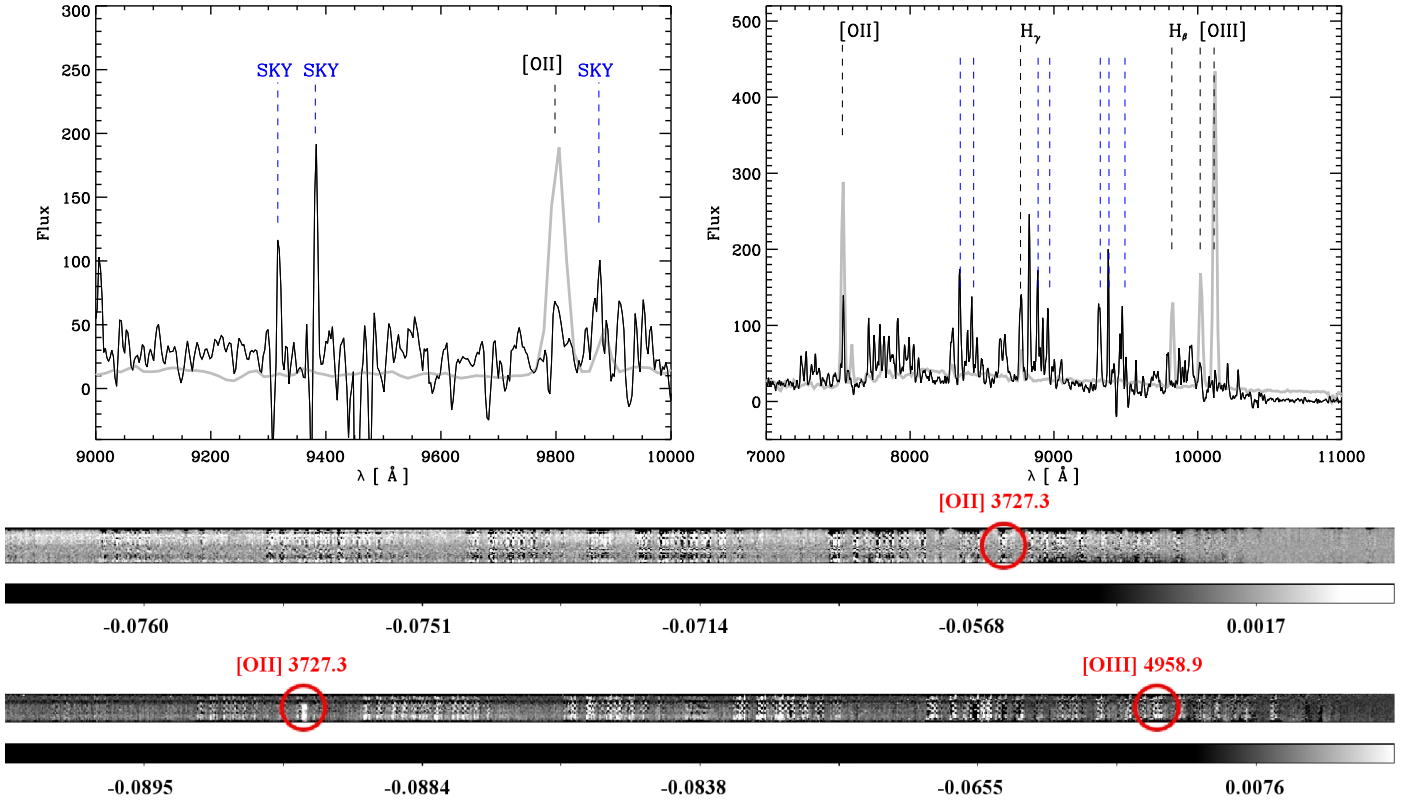 300
250
200
150
100
50
0
Flux
SKY SKY [OII] SKY
9000 9200 9400 9600 9800 10000
λ [ Å ]
500
400
300
200
100
0
Flux
[OII] Hγ Hβ [OIII]
7000 8000 9000 10000 11000
λ [ Å ]
[OII] 3727.3
-0.0760 -0.0751 -0.0714 -0.0568 0.0017
[OII] 3727.3 [OIII] 4958.9
-0.0895 -0.0884 -0.0838 -0.0655 0.0076